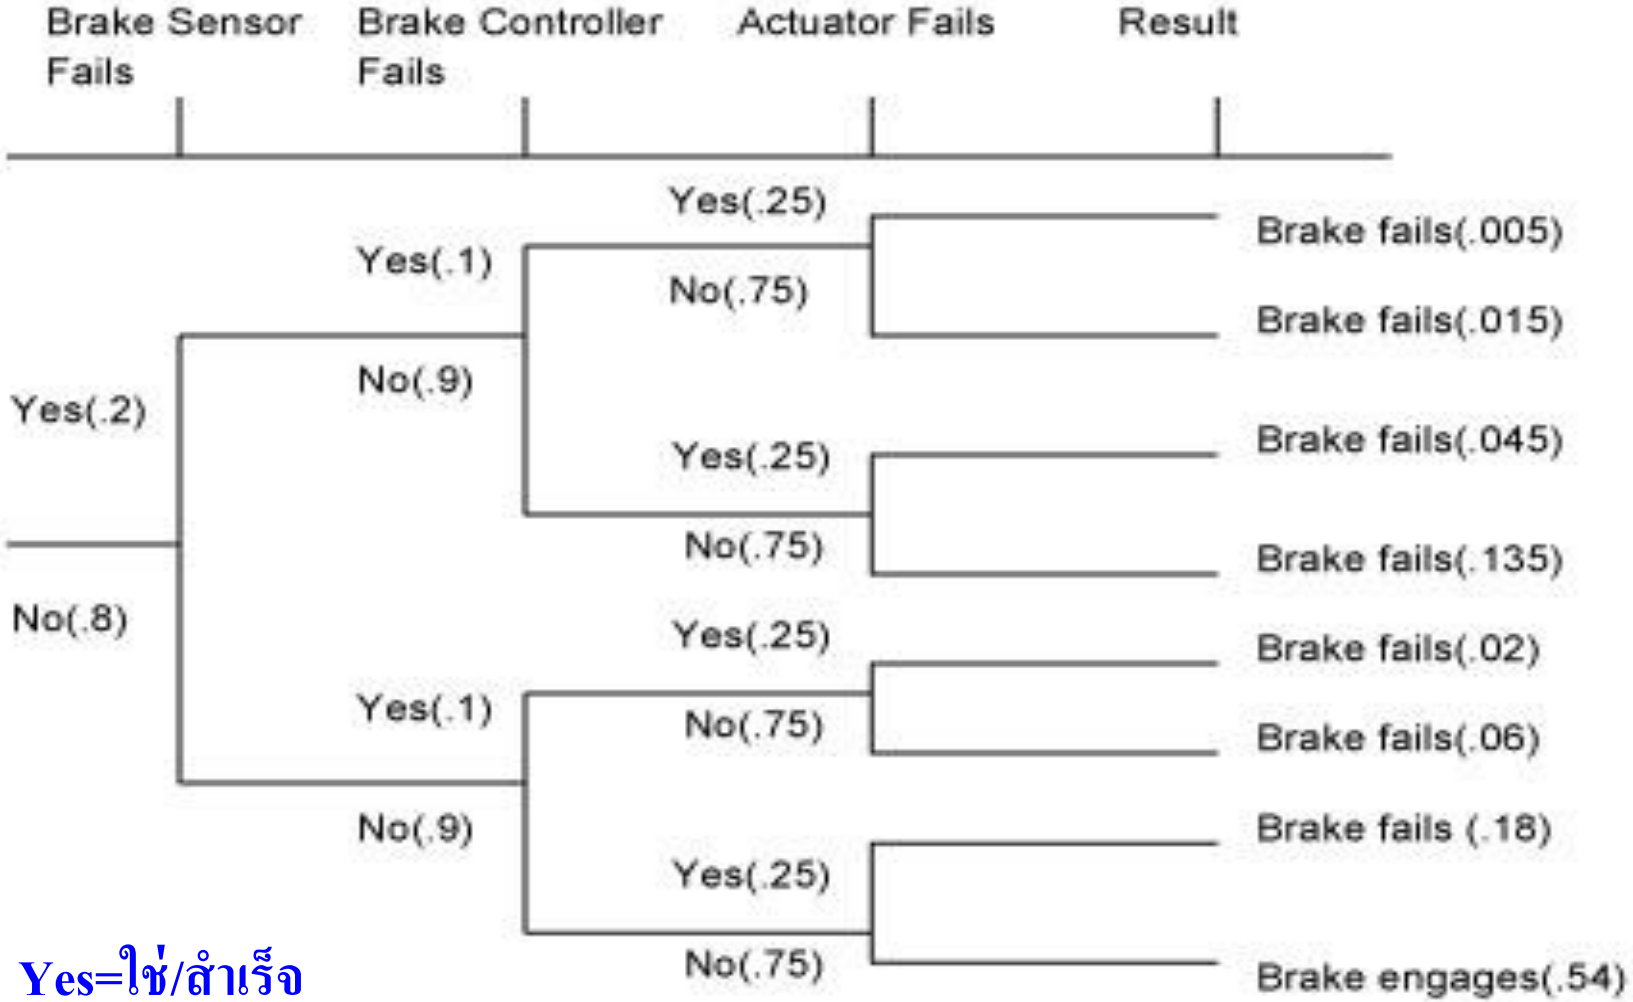 Brake Sensor Fails
Brake Controller Fails
Actuator Fails
Result
Yes(.25)
Brake fails(.005)
Yes(.1)
No(.75)
Brake fails(.015)
No(.9)
Yes(.2)
Yes(.25)
Brake fails(.045)
No(.75)
Brake fails(.135)
No(.8)
Yes(.25)
Brake fails(.02)
Yes(.1)
No(.75)
Brake fails(.06)
No(.9)
Brake fails (.18)
Yes(.25)
No(.75)
Brake engages(.54)
Yes=ใช่/สำเร็จ